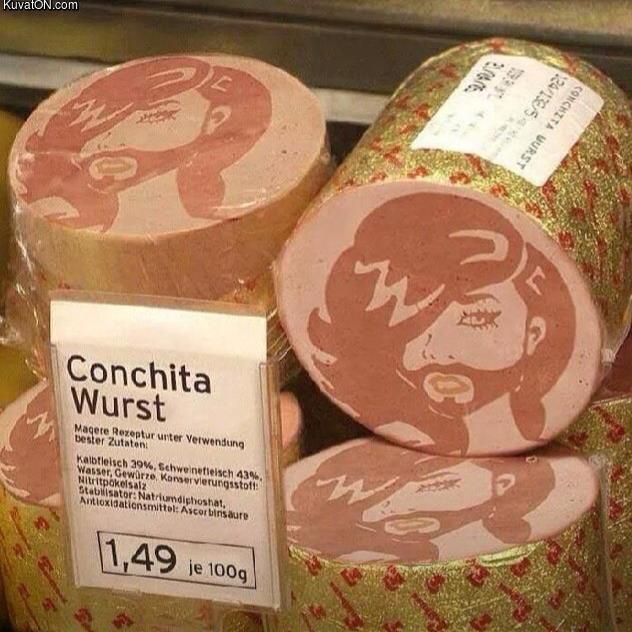 KuvatON.com
CONCHITA WURST
Conchita
Wurst
Magere Rezeptur unter Verwendung
bester Zutaten:
Kalbfleisch 39%, Schweinefleisch 43%,
Wasser, Gewürze, Konservierungsstoff:
Nitritpökelsalz
Stabilisator: Natriumdiphoshat,
Antioxidationsmittel: Ascorbinsäure
1,49 je 100g